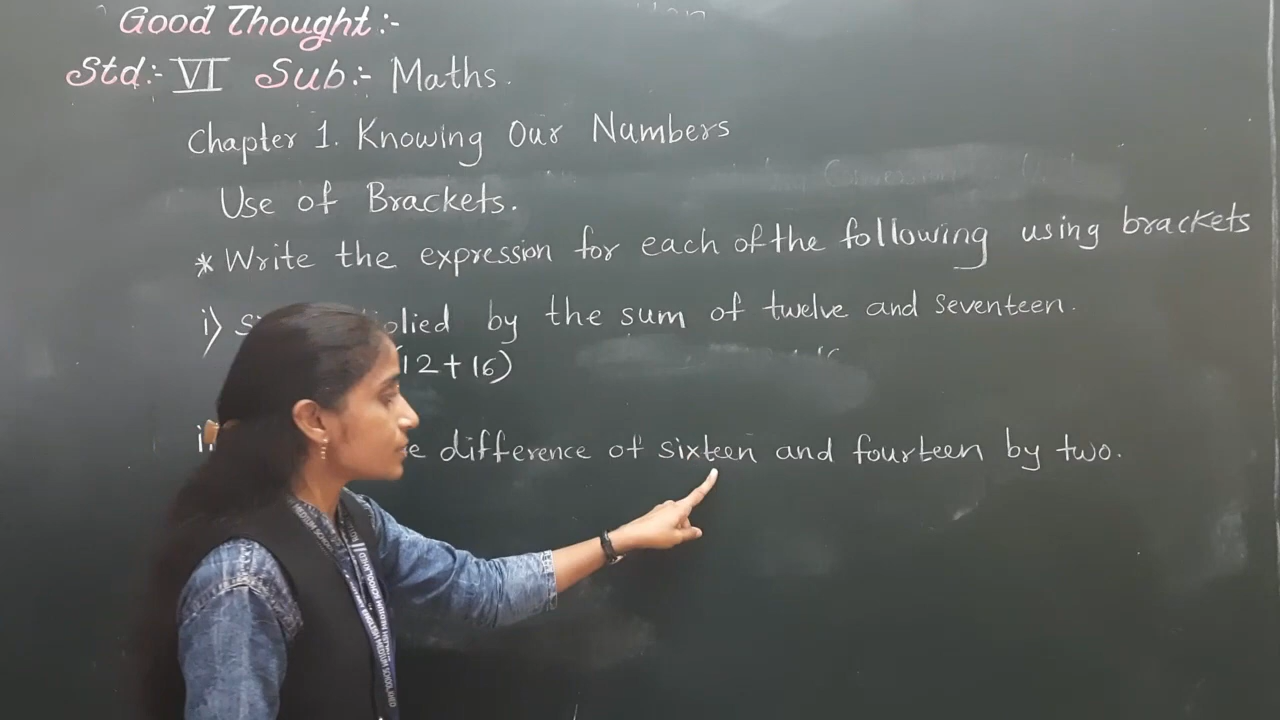 Good Thought:-
Std:- VI Sub:- Maths.
Chapter 1. Knowing Our Numbers
Use of Brackets.
* Write the expression for each of the following using brackets
i) by the sum of twelve and seventeen.
(12+16)
difference of sixteen and fourteen by two.